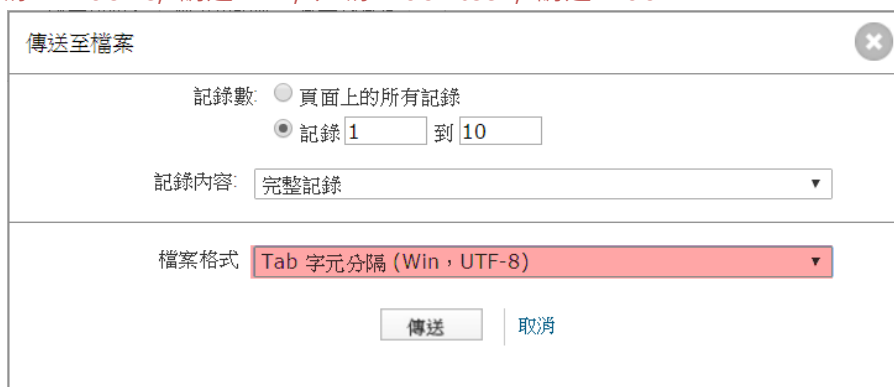 傳送至檔案
記錄數: 頁面上的所有記錄
記錄 1 到 10
記錄內容: 完整記錄
檔案格式 Tab 字元分隔 (Win，UTF-8)
傳送 取消